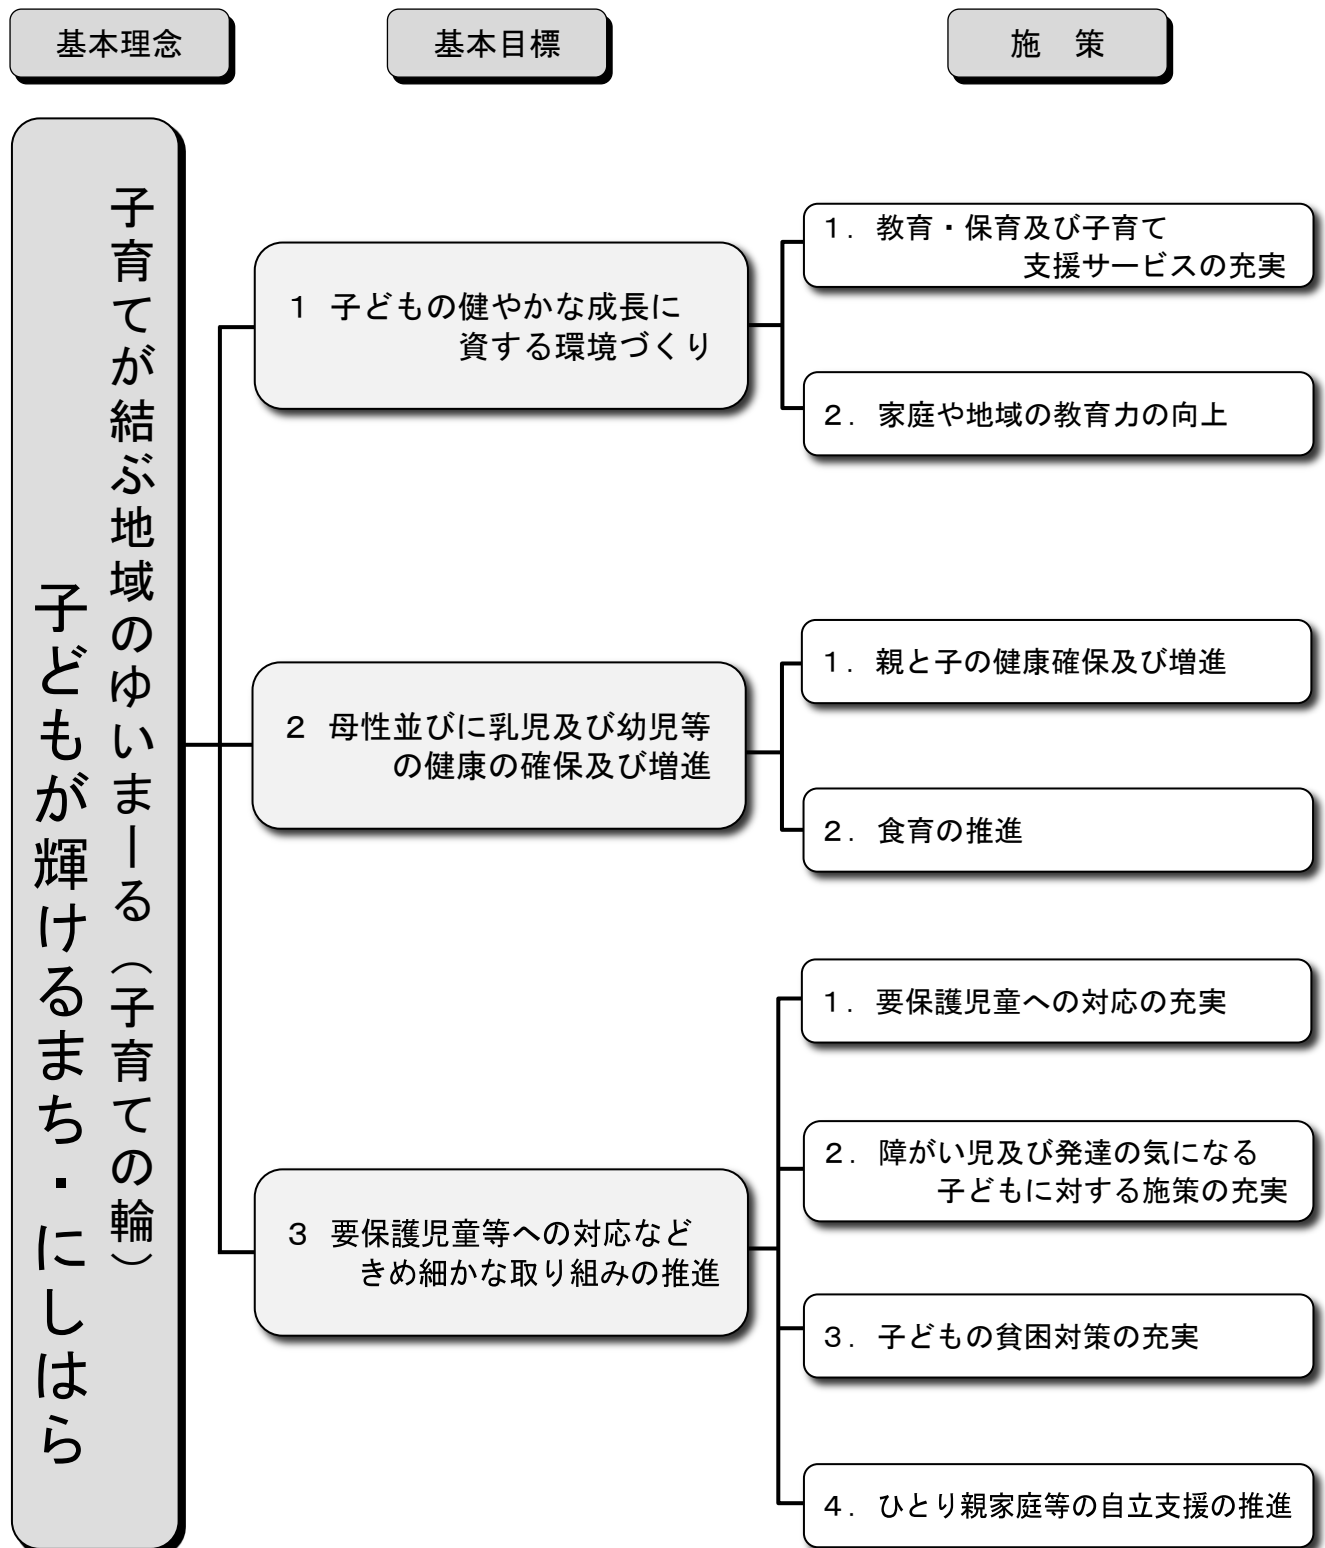 基本理念
基本目標
施　策
子育てが結ぶ地域のゆいまーる（子育ての輪）
子どもが輝けるまち・にしはら
１ 子どもの健やかな成長に
資する環境づくり
１．教育・保育及び子育て
支援サービスの充実
２．家庭や地域の教育力の向上
２ 母性並びに乳児及び幼児等
の健康の確保及び増進
１．親と子の健康確保及び増進
２．食育の推進
３ 要保護児童等への対応など
きめ細かな取り組みの推進
１．要保護児童への対応の充実
２．障がい児及び発達の気になる
子どもに対する施策の充実
３．子どもの貧困対策の充実
４．ひとり親家庭等の自立支援の推進